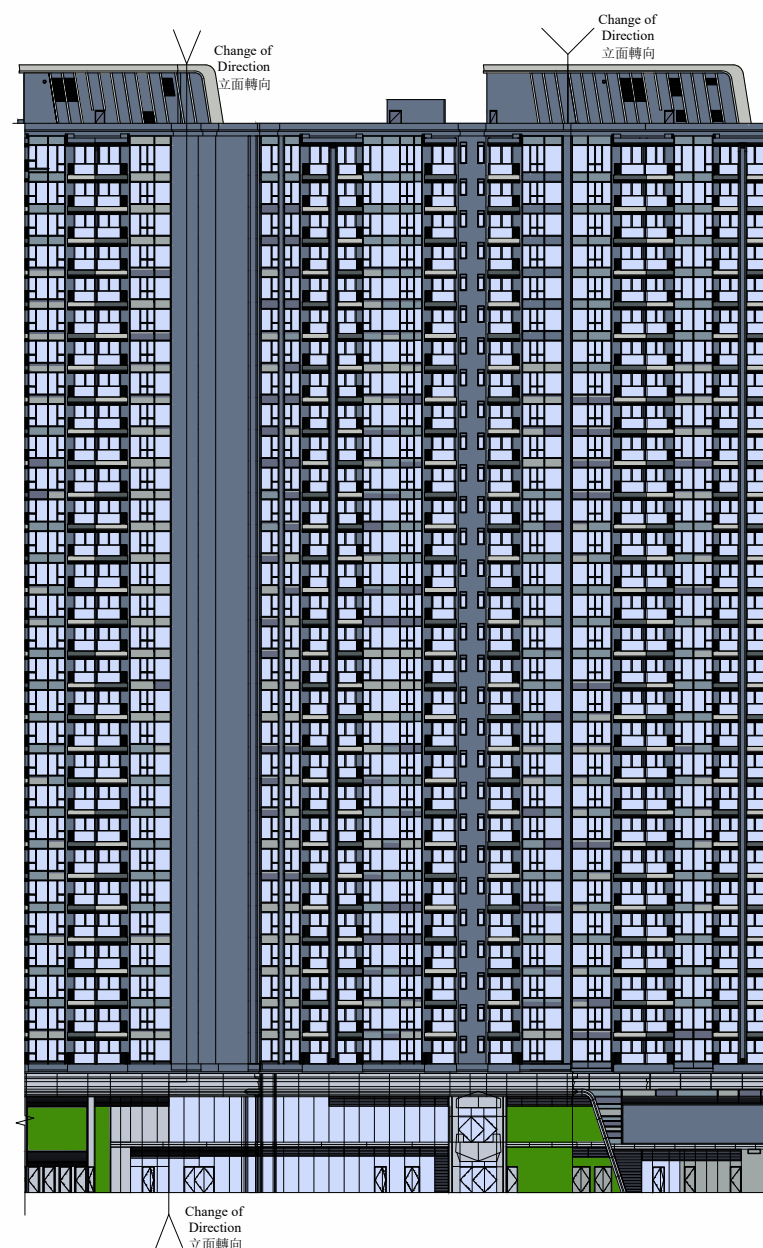 Change of
Direction
立面轉向
Change of
Direction
立面轉向
Change of
Direction
立面轉向